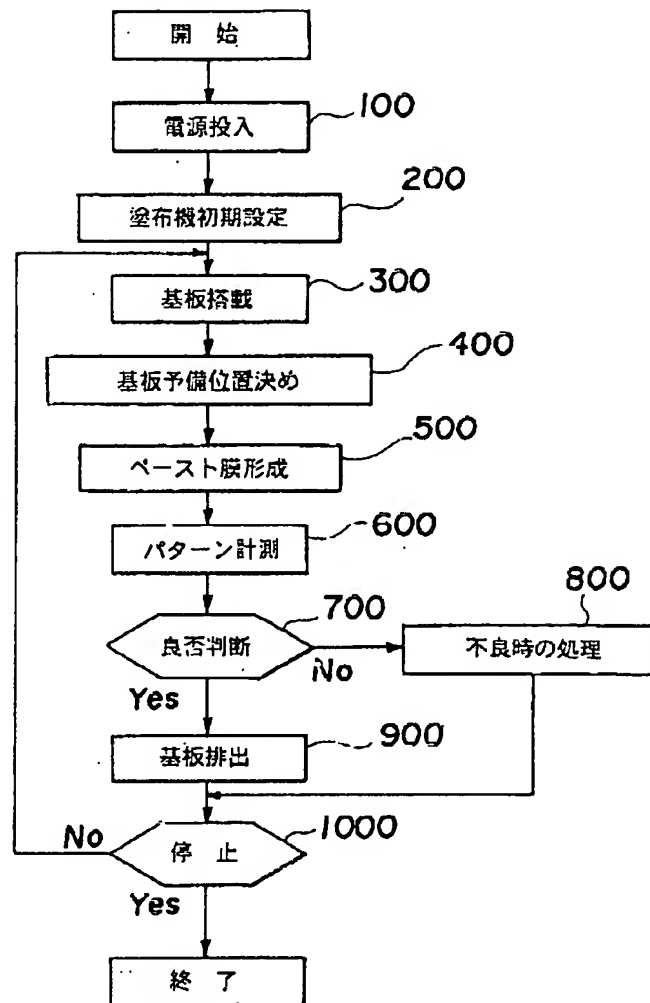 開 始
電源投入
100
塗布機初期設定
200
基板搭載
300
基板予備位置決め
400
ペースト膜形成
500
パターン計測
600
良否判断
700
No
Yes
不良時の処理
800
基板排出
900
停 止
1000
No
Yes
終 了